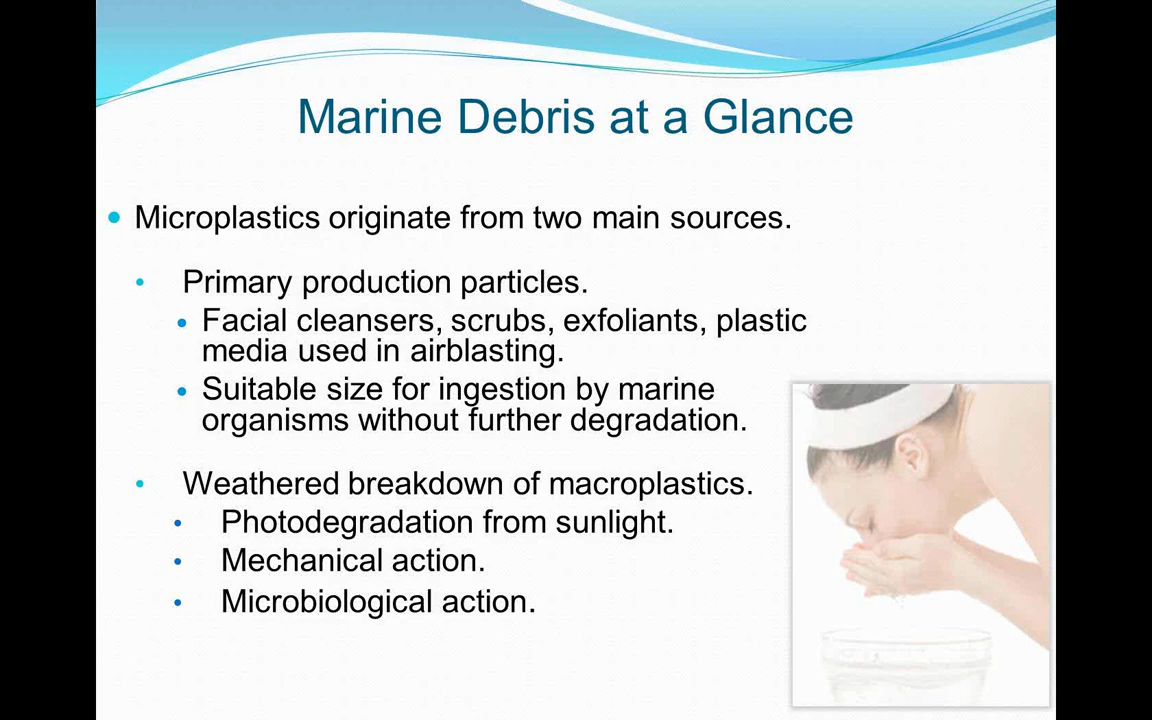 Marine Debris at a Glance
• Microplastics originate from two main sources.
• Primary production particles.
• Facial cleansers, scrubs, exfoliants, plastic
media used in airblasting.
• Suitable size for ingestion by marine
organisms without further degradation.
• Weathered breakdown of macroplastics.
• Photodegradation from sunlight.
• Mechanical action.
• Microbiological action.